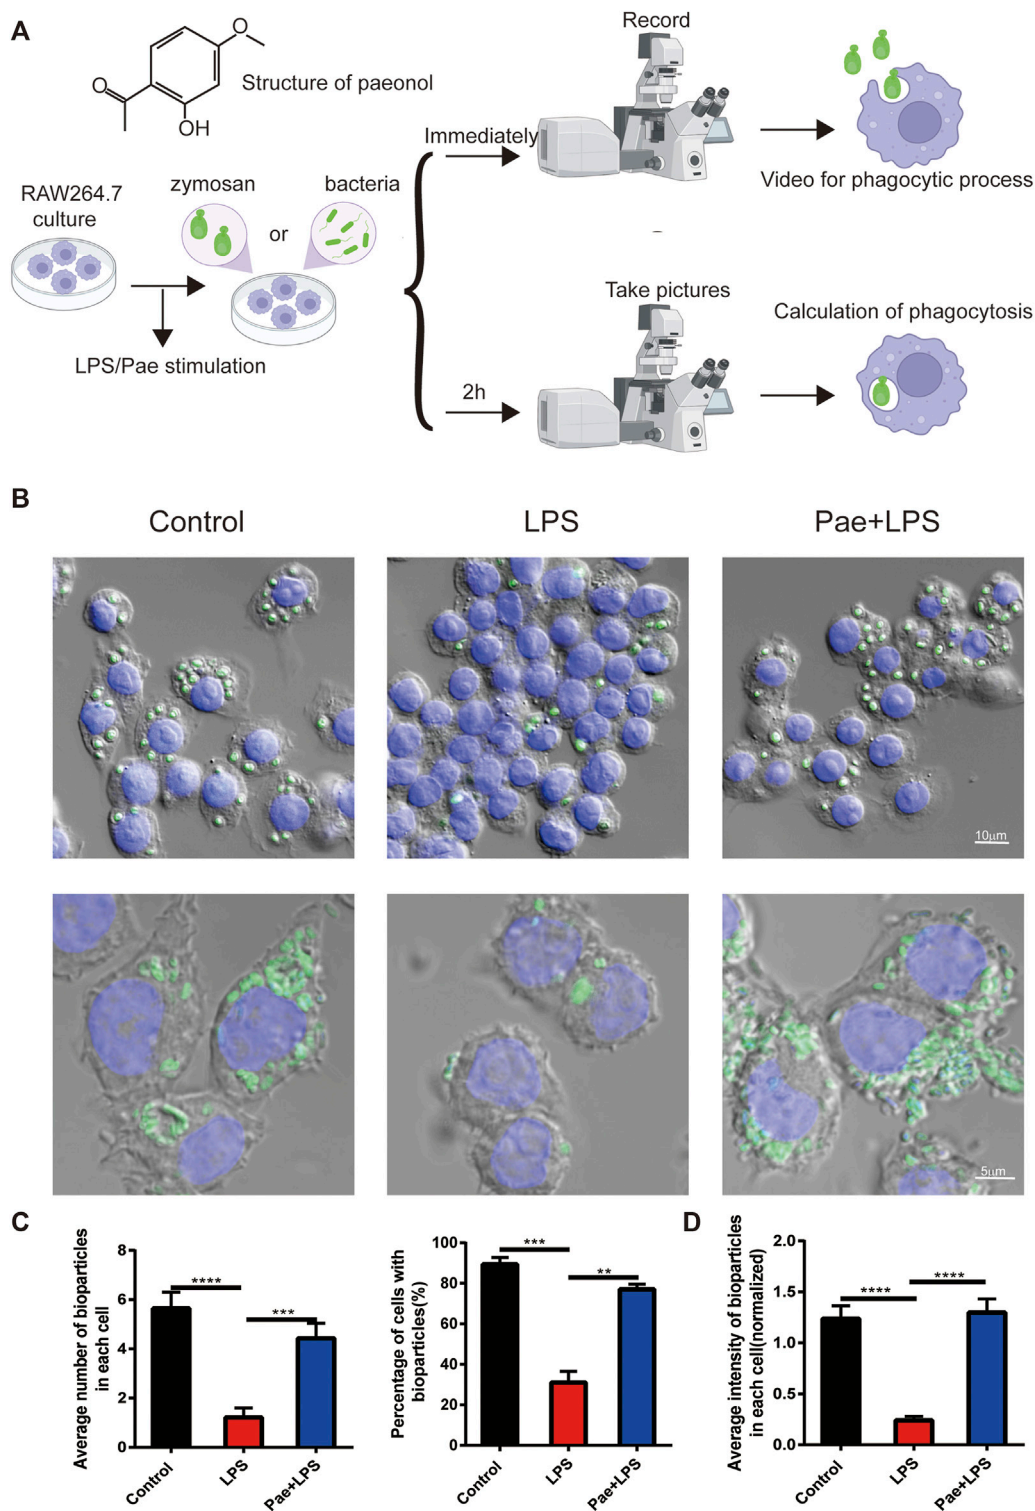 A
Record
O
Structure of paeonol
O
OH
Immediately
RAW264.7
culture
zymosan
or
bacteria
Video for phagocytic process
Take pictures
Calculation of phagocytosis
LPS/Pae stimulation
2h
B
Control
LPS
Pae+LPS
10μm
5μm
C
Average number of bioparticles
in each cell
8
6
4
2
0
****
***
Control
LPS
Pae+LPS
Percentage of cells with
bioparticles(%)
100
80
60
40
20
0
***
**
Control
LPS
Pae+LPS
D
Average intensity of bioparticles
in each cell(normalized)
2.0
1.5
1.0
0.5
0.0
****
****
Control
LPS
Pae+LPS